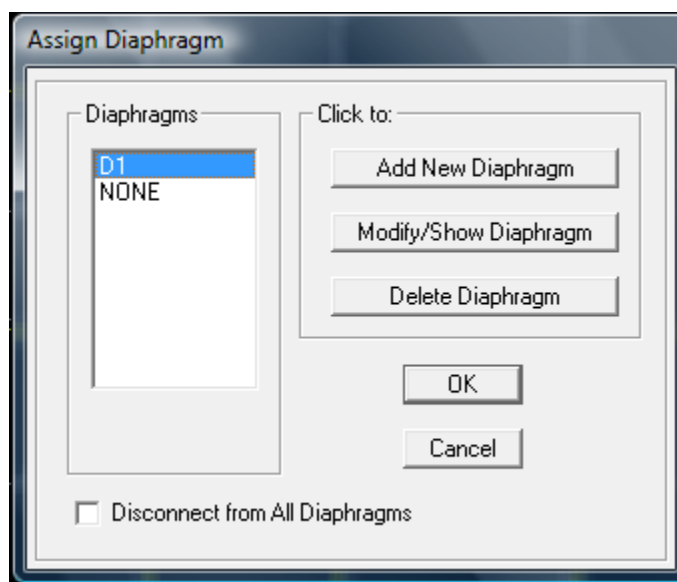 Assign Diaphragm
Diaphragms
D1
NONE
Click to:
Add New Diaphragm
Modify/Show Diaphragm
Delete Diaphragm
OK
Cancel
Disconnect from All Diaphragms